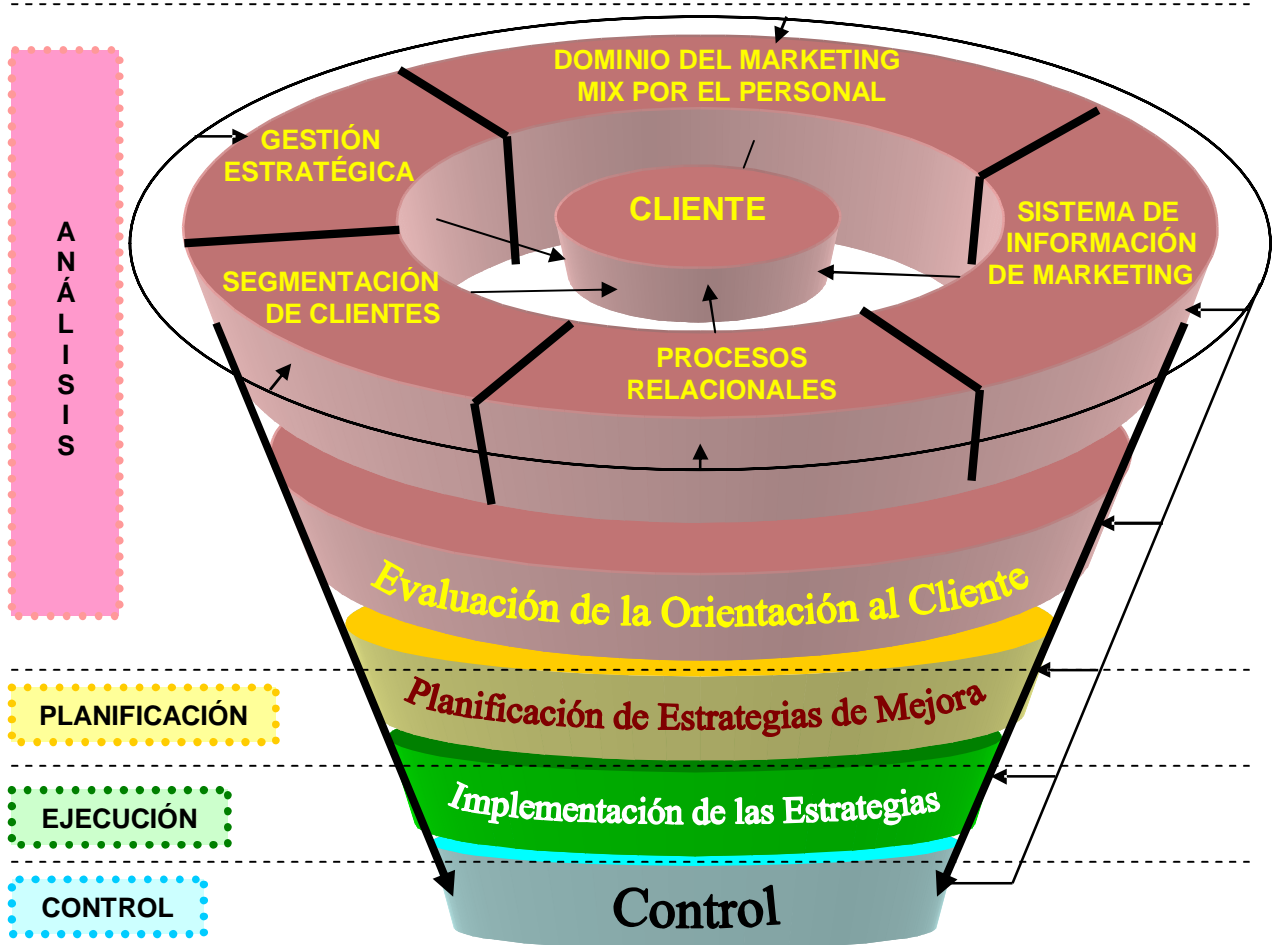 ANÁLISIS
DOMINIO DEL MARKETING
MIX POR EL PERSONAL
GESTIÓN
ESTRATÉGICA
CLIENTE
SISTEMA DE
INFORMACIÓN
DE MARKETING
SEGMENTACIÓN
DE CLIENTES
PROCESOS
RELACIONALES
Evaluación de la Orientación al Cliente
PLANIFICACIÓN
Planificación de Estrategias de Mejora
EJECUCIÓN
Implementación de las Estrategias
CONTROL
Control